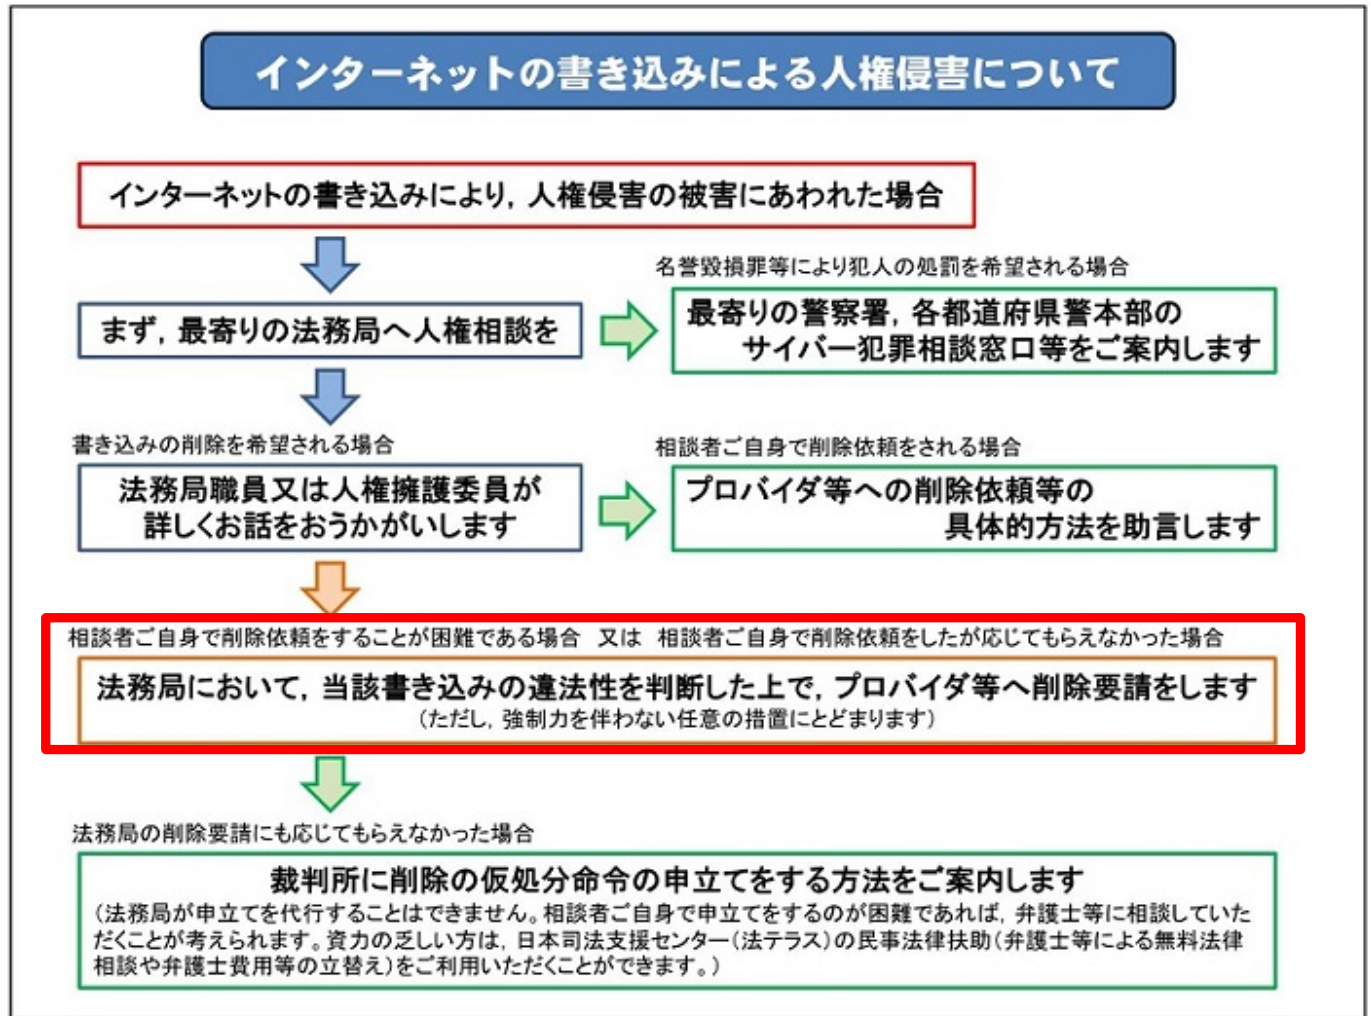 インターネットの書き込みによる人権侵害について
インターネットの書き込みにより，人権侵害の被害にあわれた場合
名誉毀損罪等により犯人の処罰を希望される場合
まず，最寄りの法務局へ人権相談を
最寄りの警察署，各都道府県警本部の
サイバー犯罪相談窓口等をご案内します
書き込みの削除を希望される場合
法務局職員又は人権擁護委員が
詳しくお話をおうかがいします
相談者ご自身で削除依頼をされる場合
プロバイダ等への削除依頼等の
具体的方法を助言します
相談者ご自身で削除依頼をすることが困難である場合　又は　相談者ご自身で削除依頼をしたが応じてもらえなかった場合
法務局において，当該書き込みの違法性を判断した上で，プロバイダ等へ削除要請をします
（ただし，強制力を伴わない任意の措置にとどまります）
法務局の削除要請にも応じてもらえなかった場合
裁判所に削除の仮処分命令の申立てをする方法をご案内します
（法務局が申立てを代行することはできません。相談者ご自身で申立てをするのが困難であれば，弁護士等に相談していた
だくことが考えられます。資力の乏しい方は，日本司法支援センター（法テラス）の民事法律扶助（弁護士等による無料法律
相談や弁護士費用等の立替え）をご利用いただくことができます。）